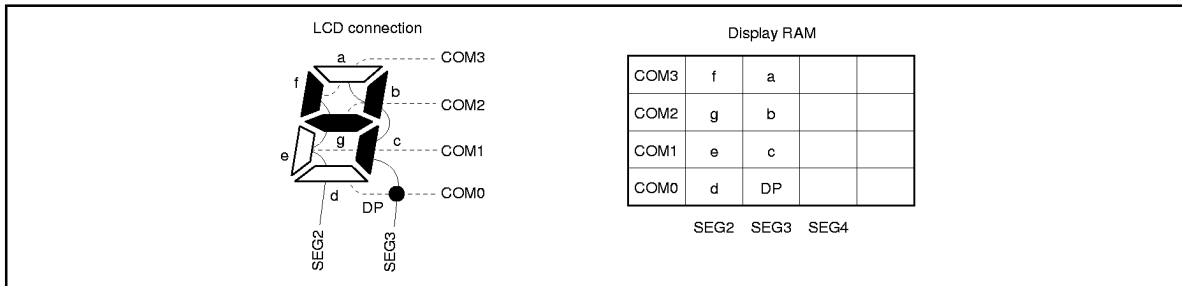 LCD connection
a
COM3
f
b
COM2
g
c
COM1
e
d
COM0
DP
SEG2
SEG3
Display RAM
COM3 f a
COM2 g b
COM1 e c
COM0 d DP
SEG2 SEG3 SEG4